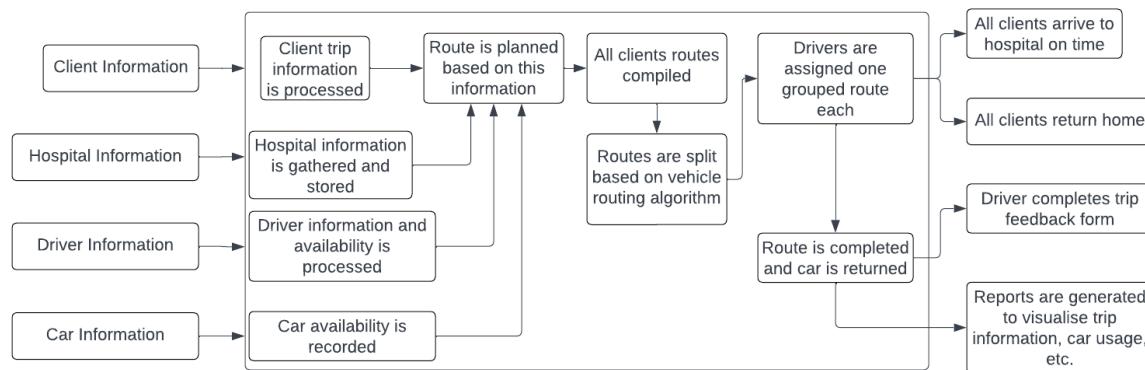 Client Information
Hospital Information
Driver Information
Car Information
Client trip
information
is processed
Hospital information
is gathered and
stored
Driver information and
availability is
processed
Car availability is
recorded
Route is planned
based on this
information
All clients routes
compiled
Routes are split
based on vehicle
routing algorithm
Drivers are
assigned one
grouped route
each
Route is completed
and car is returned
All clients arrive to
hospital on time
All clients return home
Driver completes trip
feedback form
Reports are generated
to visualise trip
information, car usage,
etc.